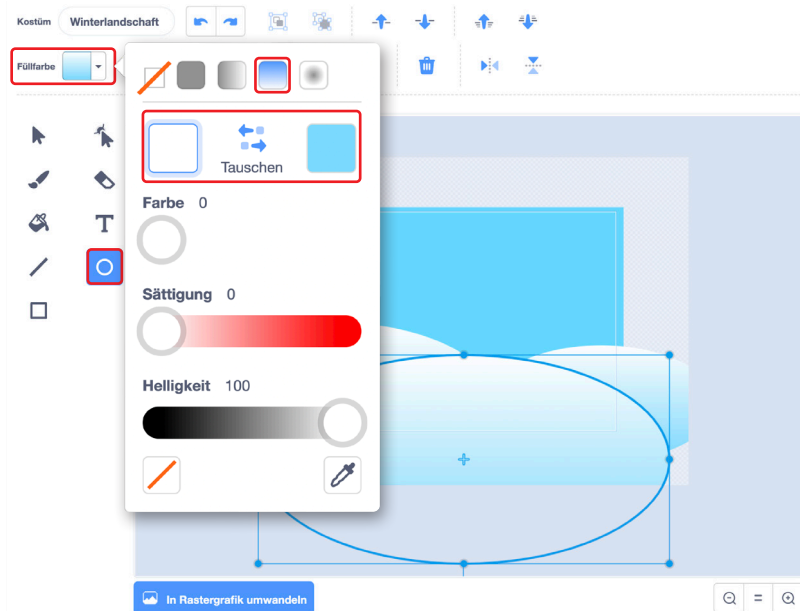 Kostüm Winterlandschaft
Füllfarbe
Tauschen
Farbe 0
Sättigung 0
Helligkeit 100
In Rastergrafik umwandeln